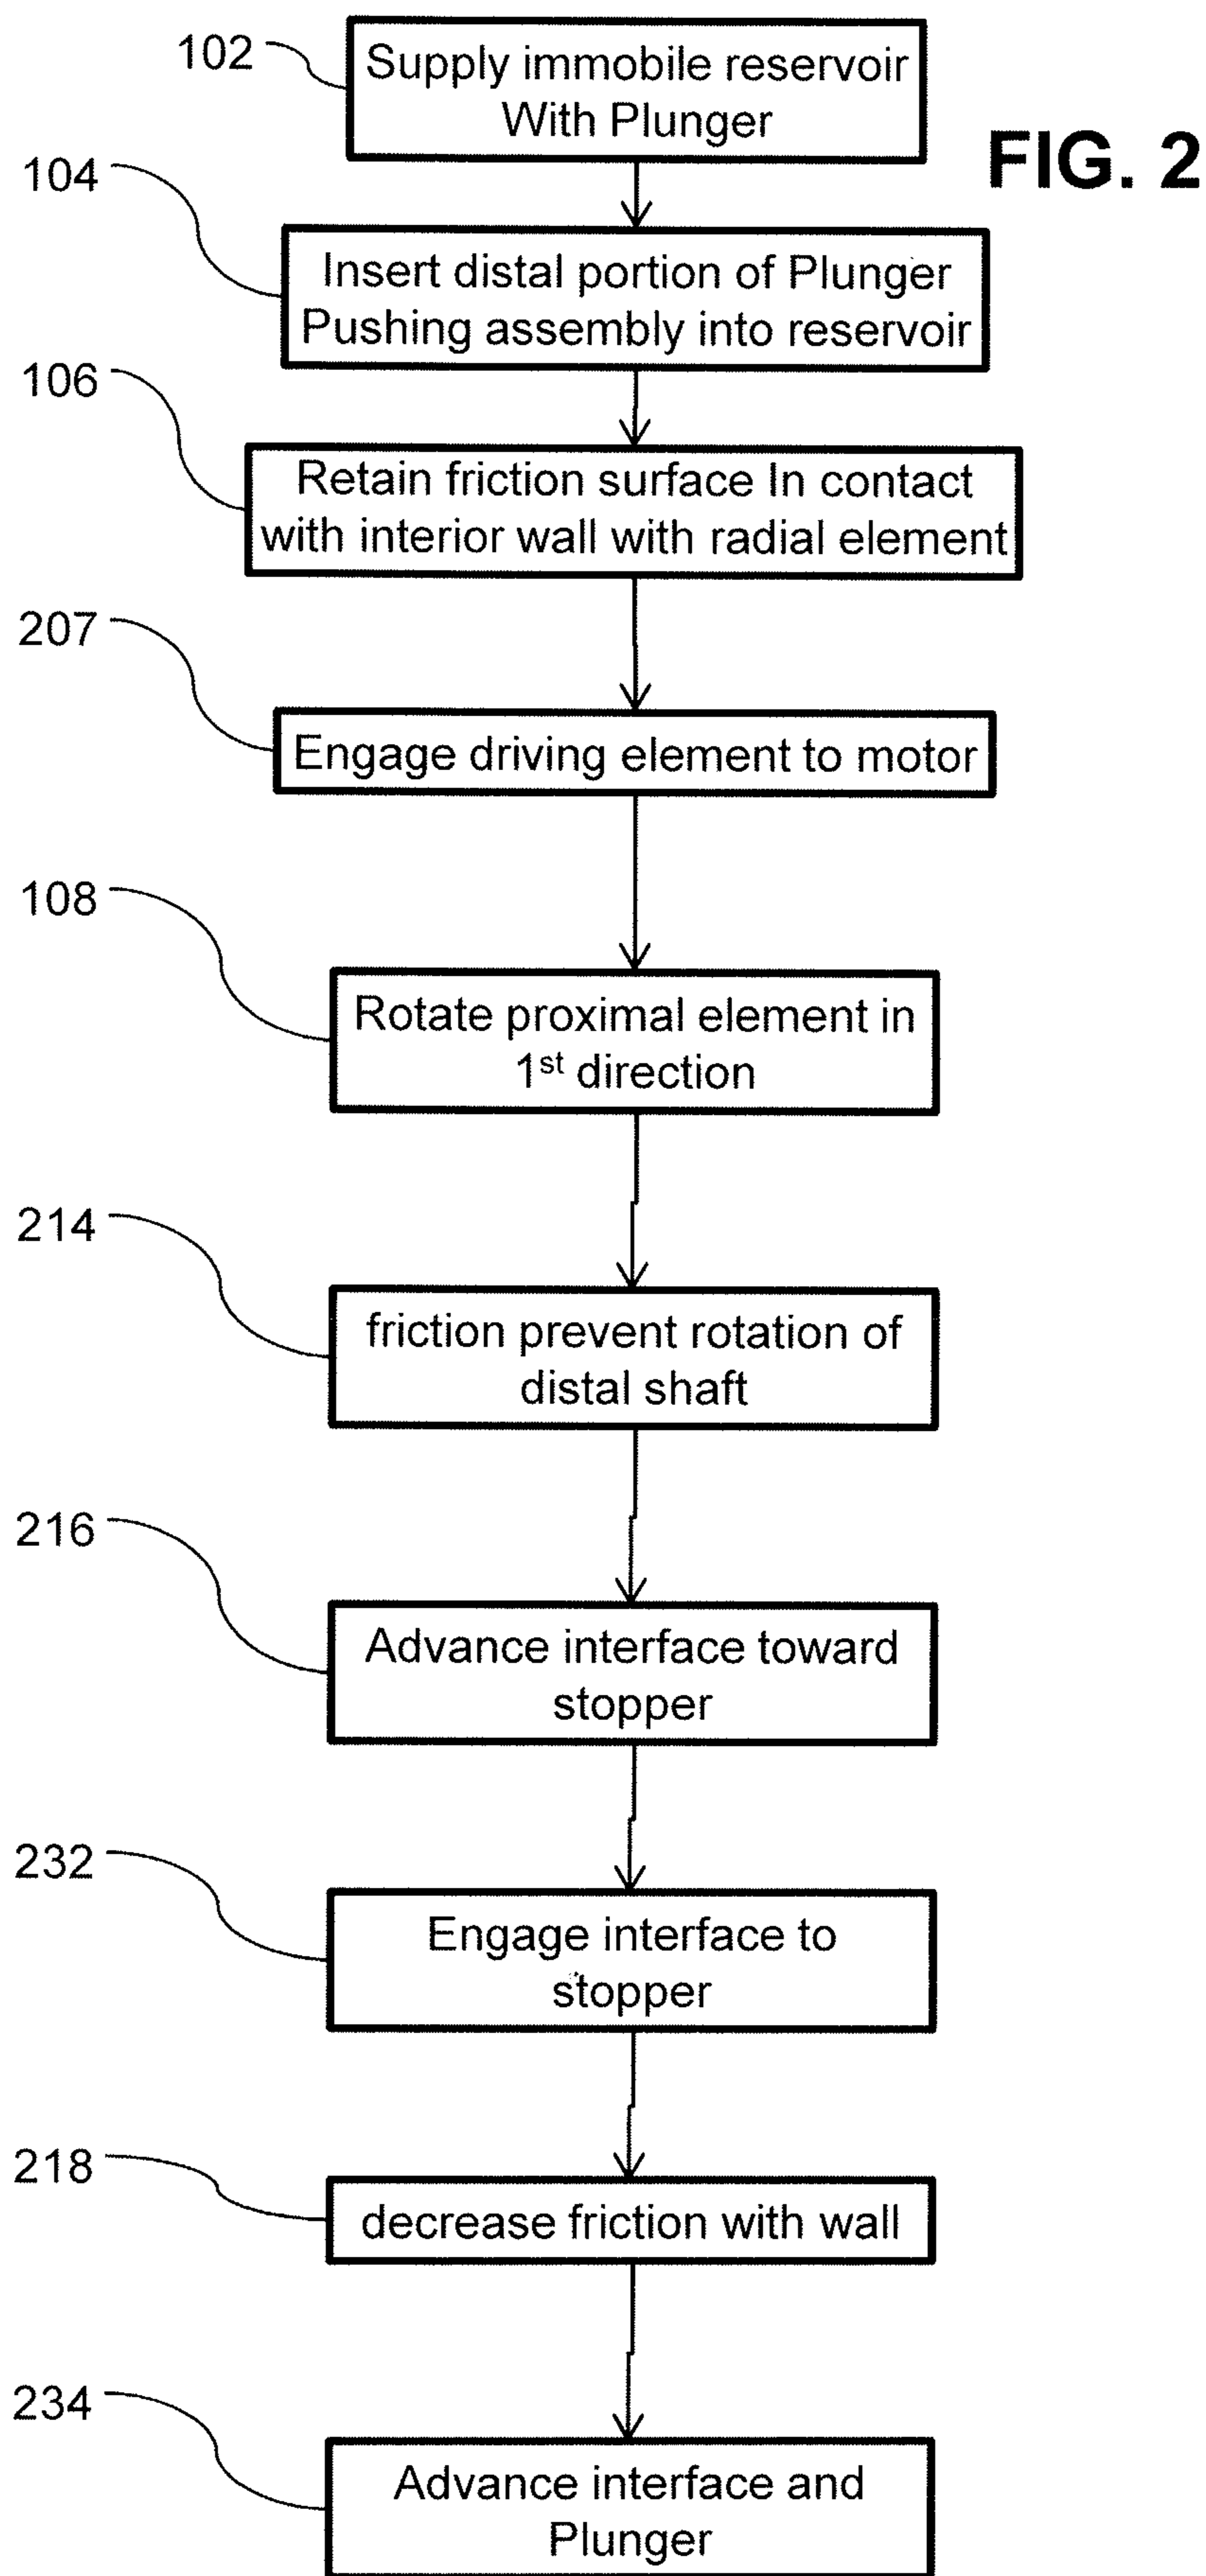 102
Supply immobile reservoir
With Plunger
FIG. 2
104
Insert distal portion of Plunger
Pushing assembly into reservoir
106
Retain friction surface In contact
with interior wall with radial element
207
Engage driving element to motor
108
Rotate proximal element in
1st direction
214
friction prevent rotation of
distal shaft
216
Advance interface toward
stopper
232
Engage interface to
stopper
218
decrease friction with wall
234
Advance interface and
Plunger